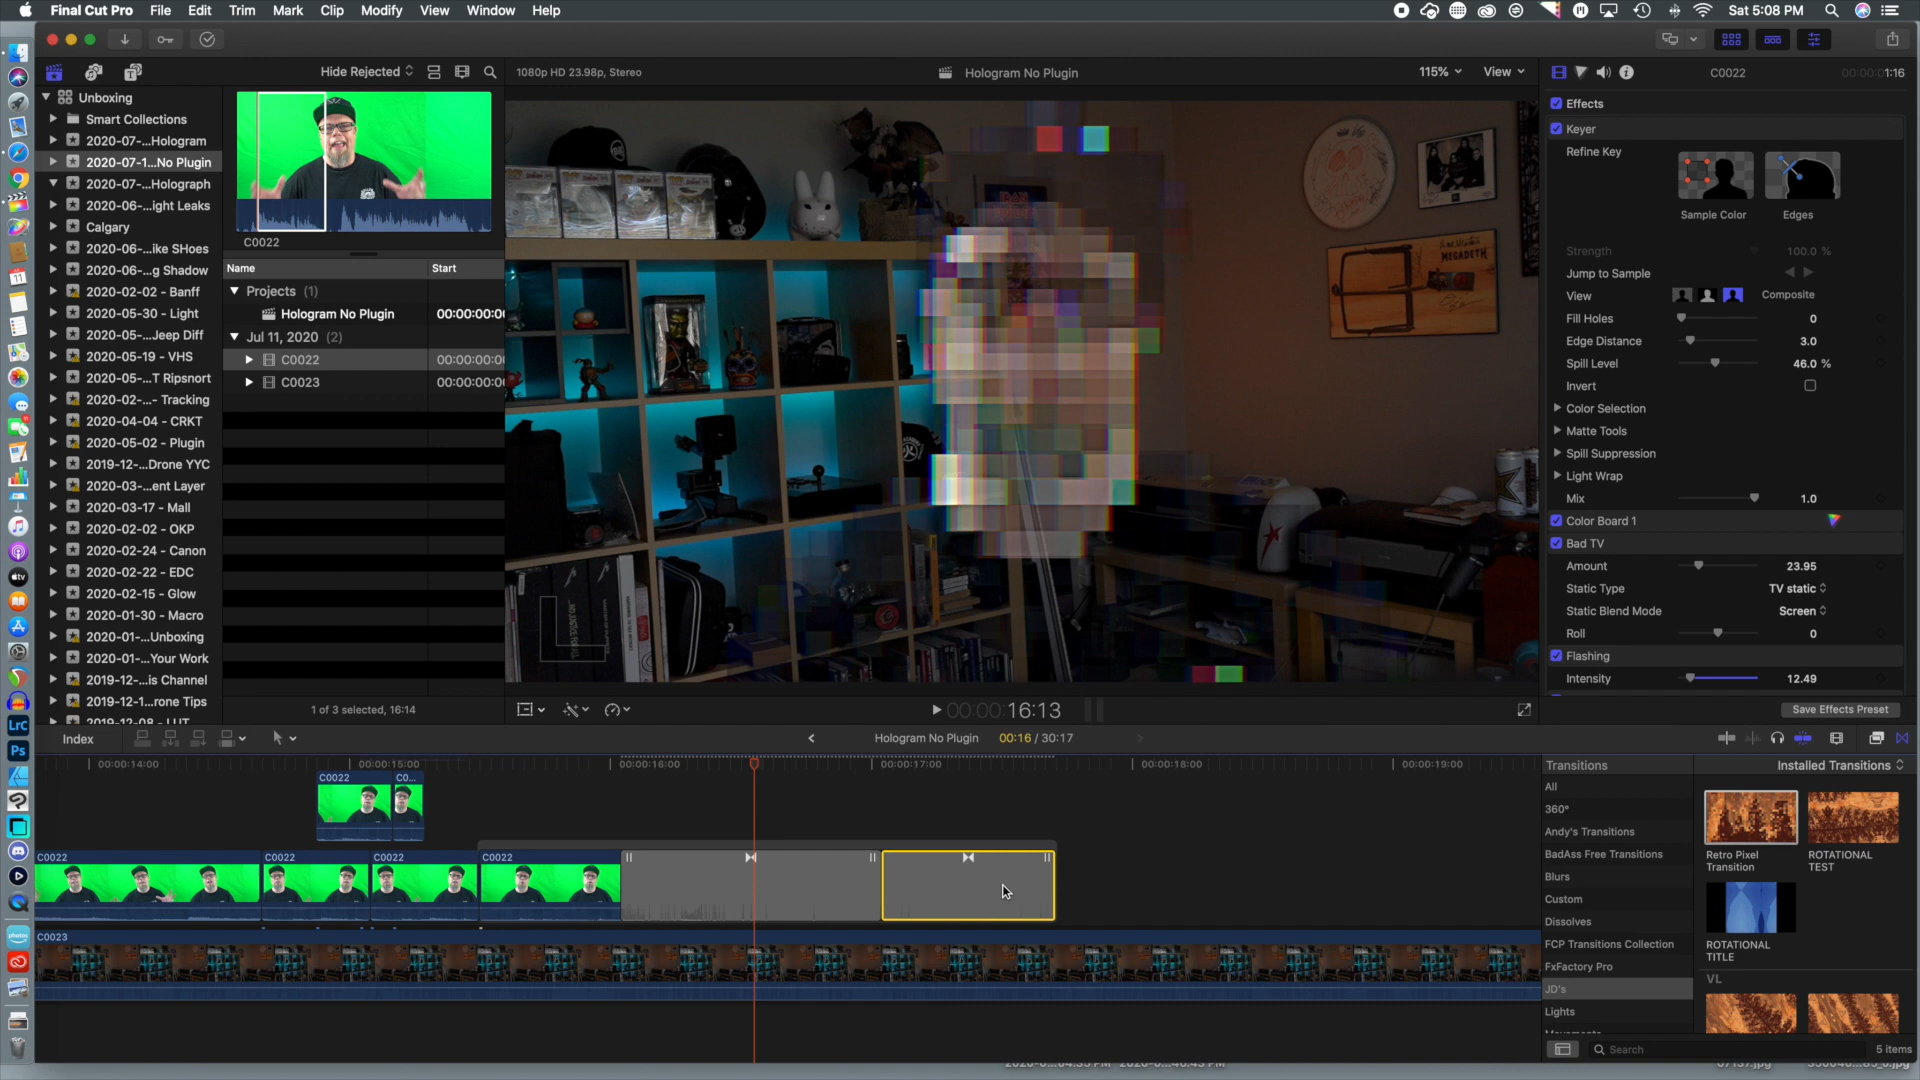 Final Cut Pro File Edit Trim Mark Clip Modify View Window Help
Sat 5:08 PM
Hide Rejected
1080p HD 23.98p, Stereo
Hologram No Plugin
115%
View
C0022
00:00:01:16
Unboxing
Smart Collections
2020-07-...Hologram
2020-07-1...No Plugin
2020-07-...Holograph
2020-06-...ight Leaks
Calgary
2020-06-...ike SHoes
2020-06-...g Shadow
2020-02-02 - Banff
2020-05-30 - Light
2020-05-...Jeep Diff
2020-05-19 - VHS
2020-05-...T Ripsnort
2020-02-...- Tracking
2020-04-04 - CRKT
2020-05-02 - Plugin
2019-12-...Drone YYC
2020-03-...ent Layer
2020-03-17 - Mall
2020-02-02 - OKP
2020-02-24 - Canon
2020-02-22 - EDC
2020-02-15 - Glow
2020-01-30 - Macro
2020-01-...Unboxing
2020-01-...Your Work
2019-12-...is Channel
2019-12-1...rone Tips
2019-12-08 - LUT
C0022
Name
Start
Projects (1)
Hologram No Plugin
00:00:00:00
Jul 11, 2020 (2)
C0022
00:00:00:00
C0023
00:00:00:00
1 of 3 selected, 16:14
MEGADETH
00:00:00:16:13
Effects
Keyer
Refine Key
Sample Color
Edges
Strength
100.0 %
Jump to Sample
View
Composite
Fill Holes
0
Edge Distance
3.0
Spill Level
46.0 %
Invert
Color Selection
Matte Tools
Spill Suppression
Light Wrap
Mix
1.0
Color Board 1
Bad TV
Amount
23.95
Static Type
TV static
Static Blend Mode
Screen
Roll
0
Flashing
Intensity
12.49
Save Effects Preset
Index
Hologram No Plugin
00:16 / 30:17
00:00:14:00
00:00:15:00
00:00:16:00
00:00:17:00
00:00:18:00
00:00:19:00
C0022
C0...
C0022
C0022
C0022
C0022
C0023
Transitions
Installed Transitions
All
360°
Andy's Transitions
BadAss Free Transitions
Blurs
Custom
Dissolves
FCP Transitions Collection
FxFactory Pro
JD's
Lights
Movements
Retro Pixel
Transition
ROTATIONAL
TEST
ROTATIONAL
TITLE
VL
Search
5 items
LrC
Ps
tv
photos